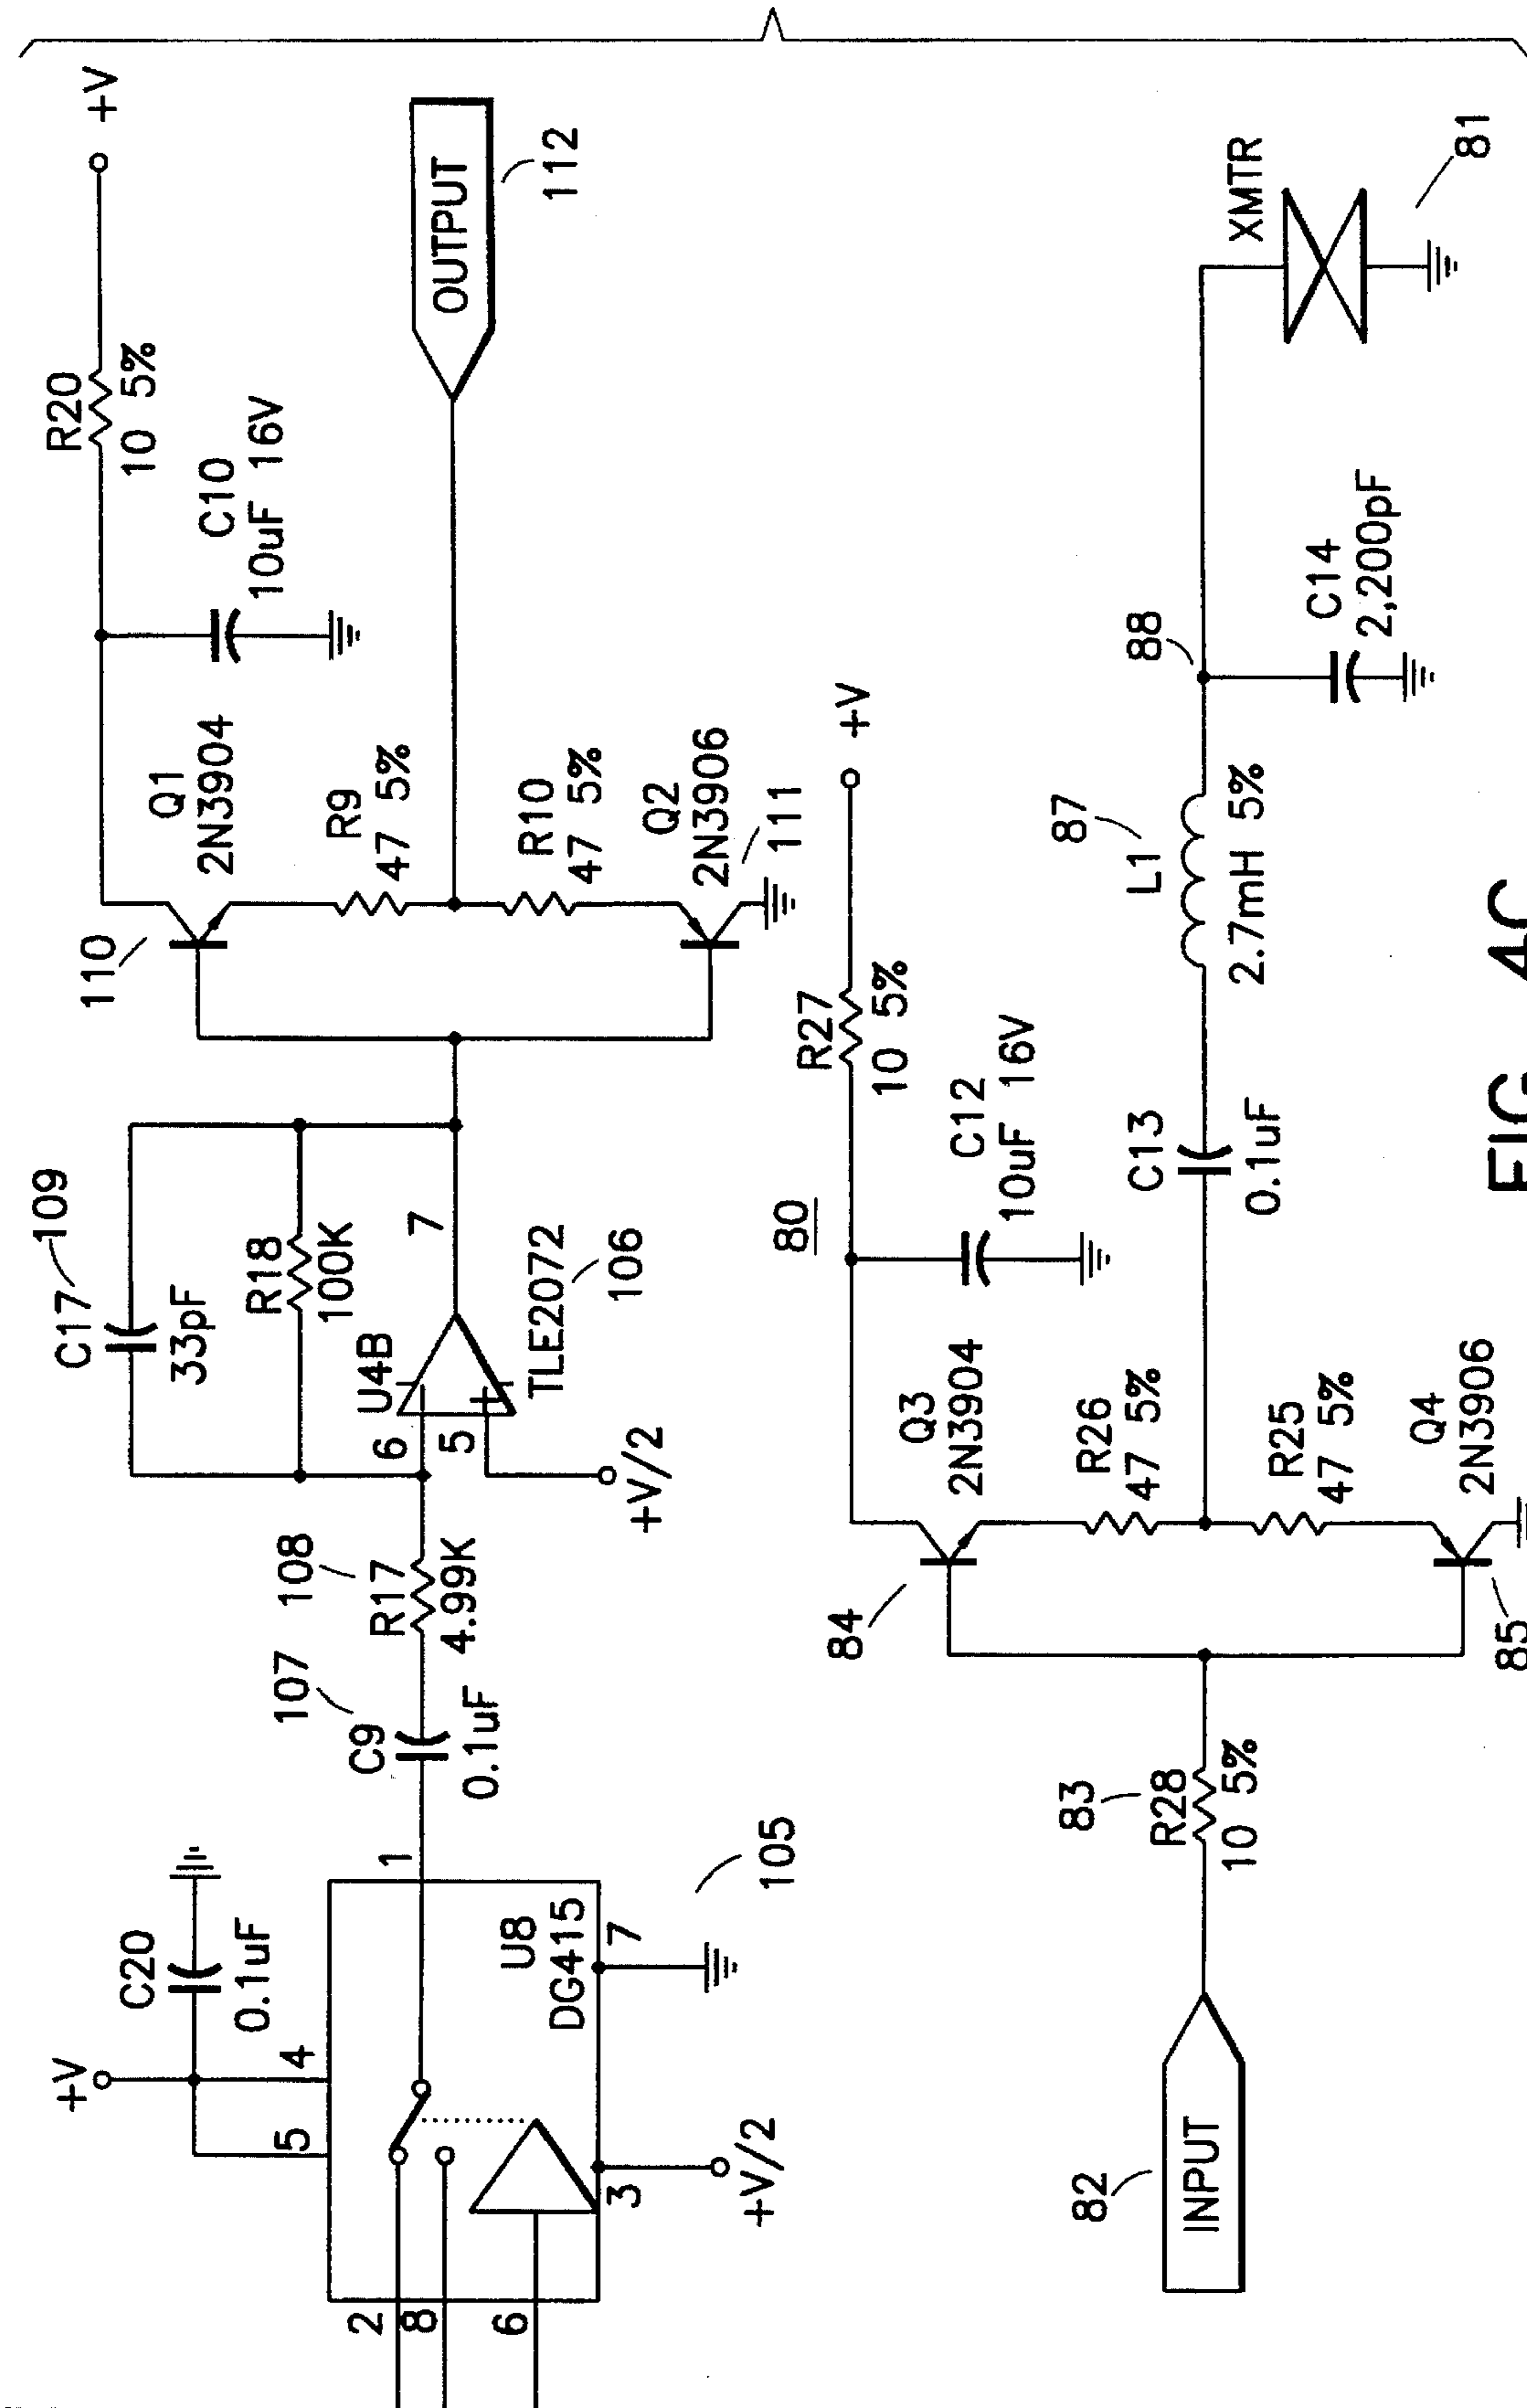 +V
C20
0.1uF
5
4
2
8
6
1
U8
DG415
7
3
+V/2
105
107
C9
0.1uF
108
R17
4.99K
C17
109
33pF
R18
100K
U4B
6
5
7
TLE2072
106
+V/2
110
Q1
2N3904
R9
47 5%
R10
47 5%
Q2
2N3906
111
R20
10 5%
+V
C10
10uF 16V
OUTPUT
112
80
82
INPUT
83
R28
10 5%
84
85
Q3
2N3904
R26
47 5%
R25
47 5%
Q4
2N3906
C12
10uF 16V
R27
10 5%
+V
C13
0.1uF
87
L1
2.7mH 5%
88
C14
2,200pF
XMTR
81
FIG. 4C